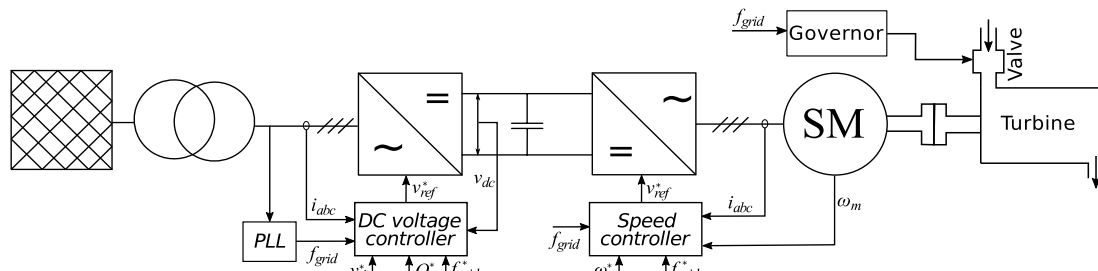 f_grid
Governor
Valve
=
~
~
=
SM
Turbine
v_dc
i_abc
v*_ref
v*_ref
i_abc
ω_m
DC voltage
controller
Speed
controller
PLL
f_grid
f_grid